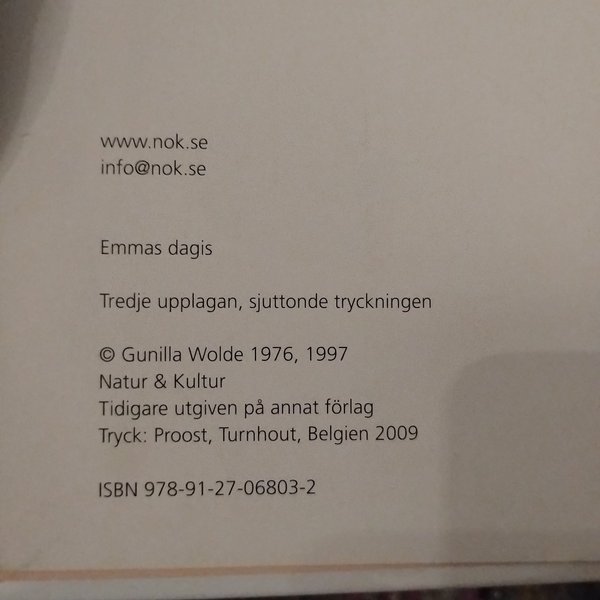 www.nok.se
info@nok.se
Emmas dagis
Tredje upplagan, sjuttonde tryckningen
© Gunilla Wolde 1976, 1997
Natur & Kultur
Tidigare utgiven på annat förlag
Tryck: Proost, Turnhout, Belgien 2009
ISBN 978-91-27-06803-2